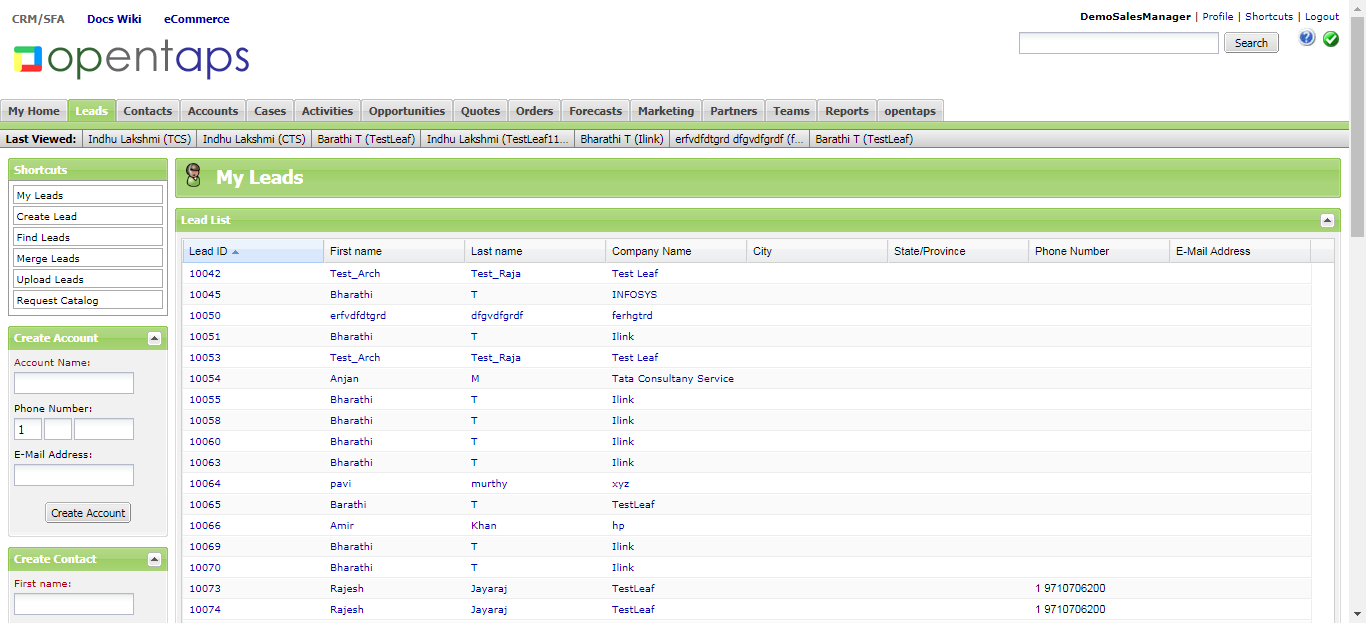 CRM/SFA Docs Wiki eCommerce
DemoSalesManager | Profile | Shortcuts | Logout
opentaps
Search
?
My Home Leads Contacts Accounts Cases Activities Opportunities Quotes Orders Forecasts Marketing Partners Teams Reports opentaps
Last Viewed: Indhu Lakshmi (TCS) Indhu Lakshmi (CTS) Barathi T (TestLeaf) Indhu Lakshmi (TestLeaf11... Bharathi T (Ilink) erfvdfdtgrd dfgvdfgrdf (f... Barathi T (TestLeaf)
Shortcuts
My Leads
Create Lead
Find Leads
Merge Leads
Upload Leads
Request Catalog
Create Account
Account Name:
Phone Number:
1
E-Mail Address:
Create Account
Create Contact
First name:
My Leads
Lead List
Lead ID First name Last name Company Name City State/Province Phone Number E-Mail Address
10042 Test_Arch Test_Raja Test Leaf
10045 Bharathi T INFOSYS
10050 erfvdfdtgrd dfgvdfgrdf ferhgtrd
10051 Bharathi T Ilink
10053 Test_Arch Test_Raja Test Leaf
10054 Anjan M Tata Consultany Service
10055 Bharathi T Ilink
10058 Bharathi T Ilink
10060 Bharathi T Ilink
10063 Bharathi T Ilink
10064 pavi murthy xyz
10065 Barathi T TestLeaf
10066 Amir Khan hp
10069 Bharathi T Ilink
10070 Bharathi T Ilink
10073 Rajesh Jayaraj TestLeaf 1 9710706200
10074 Rajesh Jayaraj TestLeaf 1 9710706200